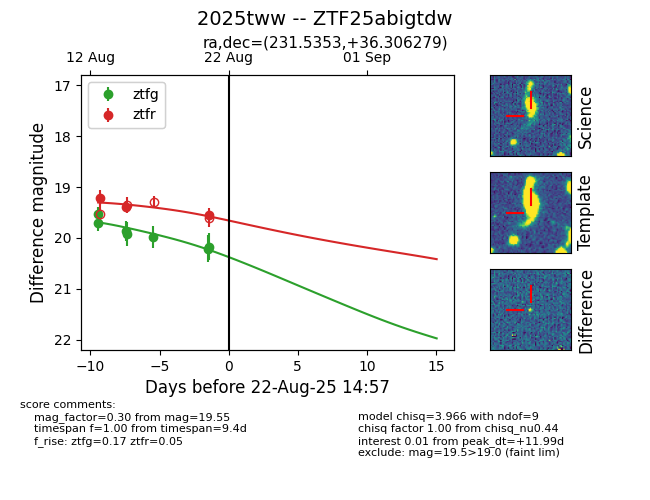 2025tww -- ZTF25abigtdw
ra,dec=(231.5353,+36.306279)
12 Aug
22 Aug
01 Sep
ztfg
ztfr
17
18
19
20
21
22
Difference magnitude
−10
−5
0
5
10
15
Days before 22-Aug-25 14:57
Science
Template
Difference
score comments:
mag_factor=0.30 from mag=19.55
timespan f=1.00 from timespan=9.4d
f_rise: ztfg=0.17 ztfr=0.05
model chisq=3.966 with ndof=9
chisq factor 1.00 from chisq_nu0.44
interest 0.01 from peak_dt=+11.99d
exclude: mag=19.5>19.0 (faint lim)